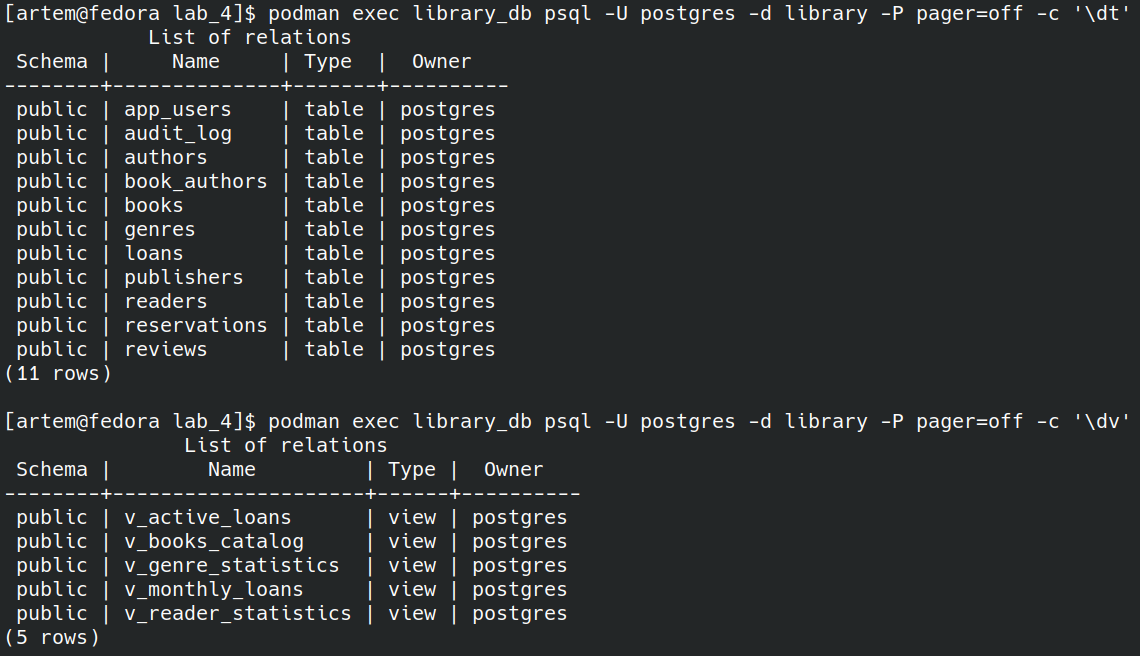 [artem@fedora lab_4]$ podman exec library_db psql -U postgres -d library -P pager=off -c '\dt'
            List of relations
 Schema |     Name     | Type  |  Owner
--------+--------------+-------+----------
 public | app_users    | table | postgres
 public | audit_log    | table | postgres
 public | authors      | table | postgres
 public | book_authors | table | postgres
 public | books        | table | postgres
 public | genres       | table | postgres
 public | loans        | table | postgres
 public | publishers   | table | postgres
 public | readers      | table | postgres
 public | reservations | table | postgres
 public | reviews      | table | postgres
(11 rows)

[artem@fedora lab_4]$ podman exec library_db psql -U postgres -d library -P pager=off -c '\dv'
               List of relations
 Schema |        Name         | Type |  Owner
--------+---------------------+------+----------
 public | v_active_loans      | view | postgres
 public | v_books_catalog     | view | postgres
 public | v_genre_statistics  | view | postgres
 public | v_monthly_loans     | view | postgres
 public | v_reader_statistics | view | postgres
(5 rows)